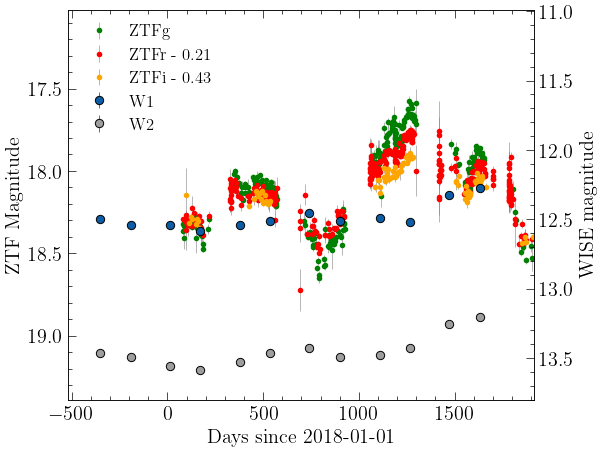 ZTFg
ZTFr - 0.21
ZTFi - 0.43
W1
W2
ZTF Magnitude
17.5
18.0
18.5
19.0
WISE magnitude
11.0
11.5
12.0
12.5
13.0
13.5
−500
0
500
1000
1500
Days since 2018-01-01